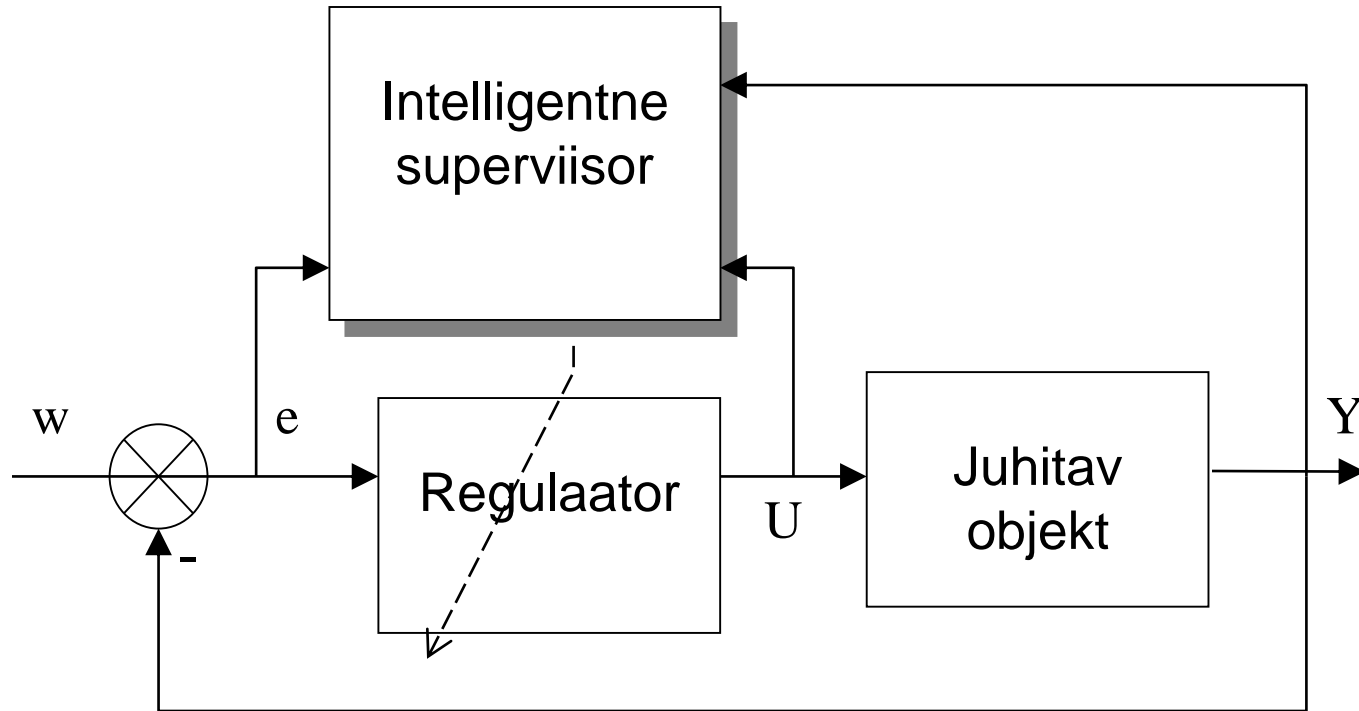 Intelligentne
superviisor
w
e
Regulaator
U
Juhitav
objekt
Y
-